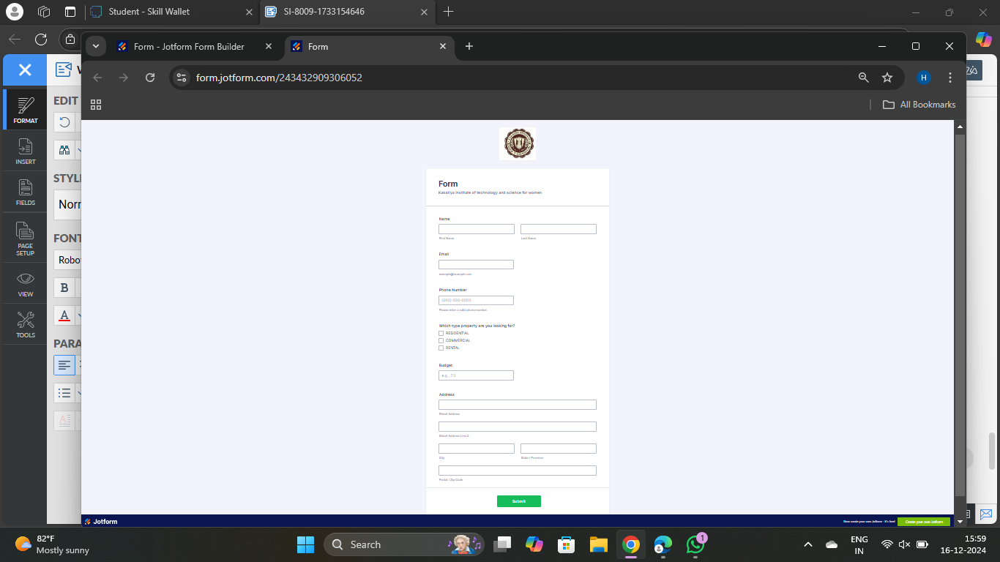 Student - Skill Wallet
SI-8009-1733154646
Form - Jotform Form Builder
Form
form.jotform.com/243432909306052
H
All Bookmarks
EDIT
FORMAT
INSERT
FIELDS
PAGE
SETUP
VIEW
TOOLS
STYL
Norr
FONT
Robo
B
A
PARA
Form
Kakatiya institute of technology and science for women
Name
First Name
Last Name
Email
example@example.com
Phone Number
(000) 000-0000
Please enter a valid phone number.
Which type property are you looking for?
RESIDENTIAL
COMMERCIAL
RENTAL
Budget
e.g., 23
Address
Street Address
Street Address Line 2
City
State / Province
Postal / Zip Code
Submit
Jotform
Now create your own Jotform - It's free!
Create your own Jotform
82°F
Mostly sunny
Search
1
ENG
IN
15:59
16-12-2024